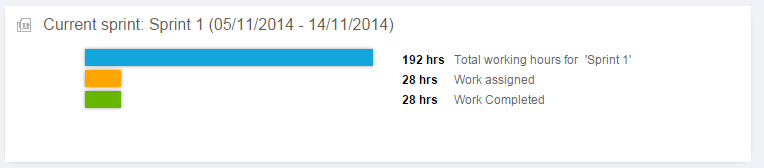 Current sprint: Sprint 1 (05/11/2014 - 14/11/2014)
192 hrs Total working hours for 'Sprint 1'
28 hrs Work assigned
28 hrs Work Completed